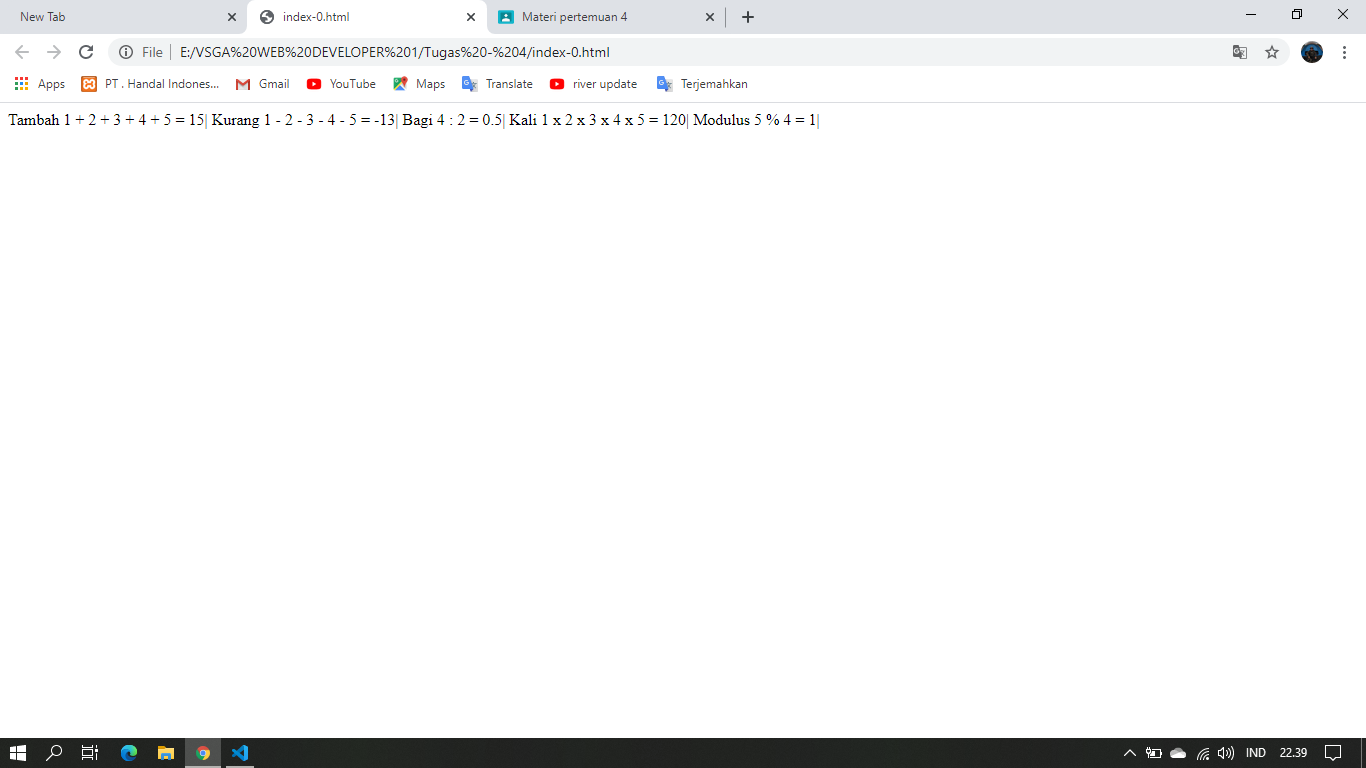 New Tab
index-0.html
Materi pertemuan 4
File
E:/VSGA%20WEB%20DEVELOPER%201/Tugas%20-%204/index-0.html
Apps
PT . Handal Indones...
Gmail
YouTube
Maps
Translate
river update
Terjemahkan
Tambah 1 + 2 + 3 + 4 + 5 = 15| Kurang 1 - 2 - 3 - 4 - 5 = -13| Bagi 4 : 2 = 0.5| Kali 1 x 2 x 3 x 4 x 5 = 120| Modulus 5 % 4 = 1|
IND
22.39